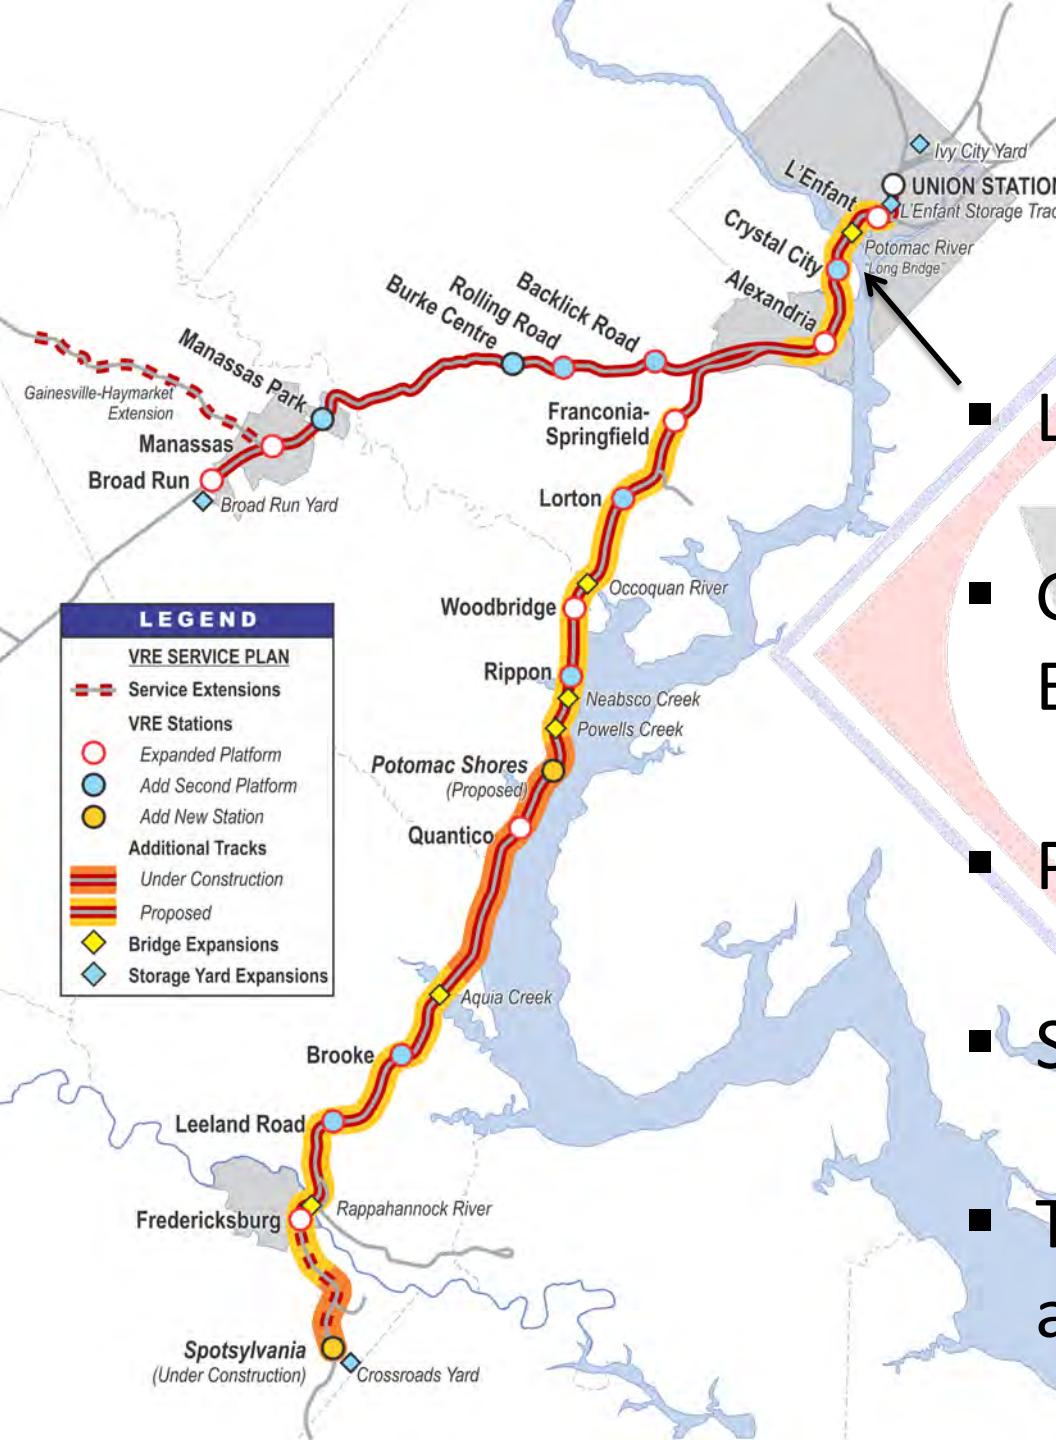 Ivy City Yard
UNION STATION
L'Enfant
L'Enfant Storage Trac
Crystal City
Potomac River
"Long Bridge"
Alexandria
Backlick Road
Rolling Road
Burke Centre
Manassas Park
Gainesville-Haymarket
Extension
Manassas
Broad Run
Broad Run Yard
Franconia-
Springfield
Lorton
Occoquan River
Woodbridge
Rippon
Neabsco Creek
Powells Creek
Potomac Shores
(Proposed)
Quantico
Aquia Creek
Brooke
Leeland Road
Rappahannock River
Fredericksburg
Spotsylvania
(Under Construction)
Crossroads Yard
LEGEND
VRE SERVICE PLAN
Service Extensions
VRE Stations
Expanded Platform
Add Second Platform
Add New Station
Additional Tracks
Under Construction
Proposed
Bridge Expansions
Storage Yard Expansions
▪ L
▪
▪
▪ S
▪ T
a